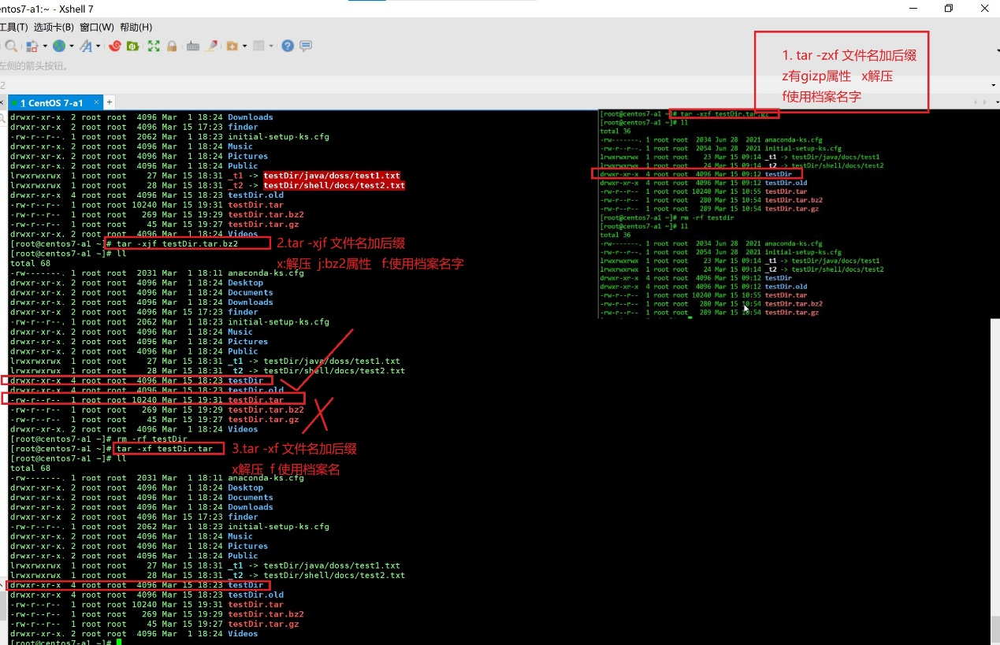 entos7-a1:~ - Xshell 7
工具(T) 选项卡(B) 窗口(W) 帮助(H)
左侧的箭头按钮。
2
1 CentOS 7-a1 × +
1. tar -zxf 文件名加后缀
z有gizp属性 x解压
f使用档案名字
drwxr-xr-x. 2 root root 4096 Mar 1 18:24 Downloads
drwxr-xr-x 2 root root 4096 Mar 15 17:23 finder
-rw-r--r--. 1 root root 2062 Mar 1 18:23 initial-setup-ks.cfg
drwxr-xr-x. 2 root root 4096 Mar 1 18:24 Music
drwxr-xr-x. 2 root root 4096 Mar 1 18:24 Pictures
drwxr-xr-x. 2 root root 4096 Mar 1 18:24 Public
lrwxrwxrwx 1 root root 27 Mar 15 18:31 _t1 -> testDir/java/doss/test1.txt
lrwxrwxrwx 1 root root 28 Mar 15 18:31 _t2 -> testDir/shell/docs/test2.txt
drwxr-xr-x 4 root root 4096 Mar 15 18:23 testDir.old
-rw-r--r-- 1 root root 10240 Mar 15 19:31 testDir.tar
-rw-r--r-- 1 root root 269 Mar 15 19:29 testDir.tar.bz2
-rw-r--r-- 1 root root 45 Mar 15 19:27 testDir.tar.gz
drwxr-xr-x. 2 root root 4096 Mar 1 18:24 Videos
[root@centos7-a1 ~]# tar -xjf testDir.tar.bz2
2.tar -xjf 文件名加后缀
x:解压 j:bz2属性 f:使用档案名字
[root@centos7-a1 ~]# ll
total 68
-rw-------. 1 root root 2031 Mar 1 18:11 anaconda-ks.cfg
drwxr-xr-x. 2 root root 4096 Mar 1 18:24 Desktop
drwxr-xr-x. 2 root root 4096 Mar 1 18:24 Documents
drwxr-xr-x. 2 root root 4096 Mar 1 18:24 Downloads
drwxr-xr-x 2 root root 4096 Mar 15 17:23 finder
-rw-r--r--. 1 root root 2062 Mar 1 18:23 initial-setup-ks.cfg
drwxr-xr-x. 2 root root 4096 Mar 1 18:24 Music
drwxr-xr-x. 2 root root 4096 Mar 1 18:24 Pictures
drwxr-xr-x. 2 root root 4096 Mar 1 18:24 Public
lrwxrwxrwx 1 root root 27 Mar 15 18:31 _t1 -> testDir/java/doss/test1.txt
lrwxrwxrwx 1 root root 28 Mar 15 18:31 _t2 -> testDir/shell/docs/test2.txt
drwxr-xr-x 4 root root 4096 Mar 15 18:23 testDir
drwxr-xr-x 4 root root 4096 Mar 15 18:23 testDir.old
-rw-r--r-- 1 root root 10240 Mar 15 19:31 testDir.tar
-rw-r--r-- 1 root root 269 Mar 15 19:29 testDir.tar.bz2
-rw-r--r-- 1 root root 45 Mar 15 19:27 testDir.tar.gz
drwxr-xr-x. 2 root root 4096 Mar 1 18:24 Videos
[root@centos7-a1 ~]# rm -rf testDir
[root@centos7-a1 ~]# tar -xf testDir.tar
3.tar -xf 文件名加后缀
x解压 f 使用档案名
[root@centos7-a1 ~]# ll
total 68
-rw-------. 1 root root 2031 Mar 1 18:11 anaconda-ks.cfg
drwxr-xr-x. 2 root root 4096 Mar 1 18:24 Desktop
drwxr-xr-x. 2 root root 4096 Mar 1 18:24 Documents
drwxr-xr-x. 2 root root 4096 Mar 1 18:24 Downloads
drwxr-xr-x 2 root root 4096 Mar 15 17:23 finder
-rw-r--r--. 1 root root 2062 Mar 1 18:23 initial-setup-ks.cfg
drwxr-xr-x. 2 root root 4096 Mar 1 18:24 Music
drwxr-xr-x. 2 root root 4096 Mar 1 18:24 Pictures
drwxr-xr-x. 2 root root 4096 Mar 1 18:24 Public
lrwxrwxrwx 1 root root 27 Mar 15 18:31 _t1 -> testDir/java/doss/test1.txt
lrwxrwxrwx 1 root root 28 Mar 15 18:31 _t2 -> testDir/shell/docs/test2.txt
drwxr-xr-x 4 root root 4096 Mar 15 18:23 testDir
drwxr-xr-x 4 root root 4096 Mar 15 18:23 testDir.old
-rw-r--r-- 1 root root 10240 Mar 15 19:31 testDir.tar
-rw-r--r-- 1 root root 269 Mar 15 19:29 testDir.tar.bz2
-rw-r--r-- 1 root root 45 Mar 15 19:27 testDir.tar.gz
drwxr-xr-x. 2 root root 4096 Mar 1 18:24 Videos
[root@centos7-a1 ~]#
[root@centos7-a1 ~]# tar -xzf testDir.tar.gz
[root@centos7-a1 ~]# ll
total 36
-rw-------. 1 root root 2034 Jun 28 2021 anaconda-ks.cfg
-rw-r--r--. 1 root root 2054 Jun 28 2021 initial-setup-ks.cfg
lrwxrwxrwx 1 root root 23 Mar 15 09:14 _t1 -> testDir/java/docs/test1
lrwxrwxrwx 1 root root 24 Mar 15 09:14 _t2 -> testDir/shell/docs/test2
drwxr-xr-x 4 root root 4096 Mar 15 09:12 testDir
drwxr-xr-x 4 root root 4096 Mar 15 09:12 testDir.old
-rw-r--r-- 1 root root 10240 Mar 15 10:55 testDir.tar
-rw-r--r-- 1 root root 280 Mar 15 10:54 testDir.tar.bz2
-rw-r--r-- 1 root root 289 Mar 15 10:54 testDir.tar.gz
[root@centos7-a1 ~]# rm -rf testdir
[root@centos7-a1 ~]# ll
total 36
-rw-------. 1 root root 2034 Jun 28 2021 anaconda-ks.cfg
-rw-r--r--. 1 root root 2054 Jun 28 2021 initial-setup-ks.cfg
lrwxrwxrwx 1 root root 23 Mar 15 09:14 _t1 -> testDir/java/docs/test1
lrwxrwxrwx 1 root root 24 Mar 15 09:14 _t2 -> testDir/shell/docs/test2
drwxr-xr-x 4 root root 4096 Mar 15 09:12 testDir
drwxr-xr-x 4 root root 4096 Mar 15 09:12 testDir.old
-rw-r--r-- 1 root root 10240 Mar 15 10:55 testDir.tar
-rw-r--r-- 1 root root 280 Mar 15 10:54 testDir.tar.bz2
-rw-r--r-- 1 root root 289 Mar 15 10:54 testDir.tar.gz